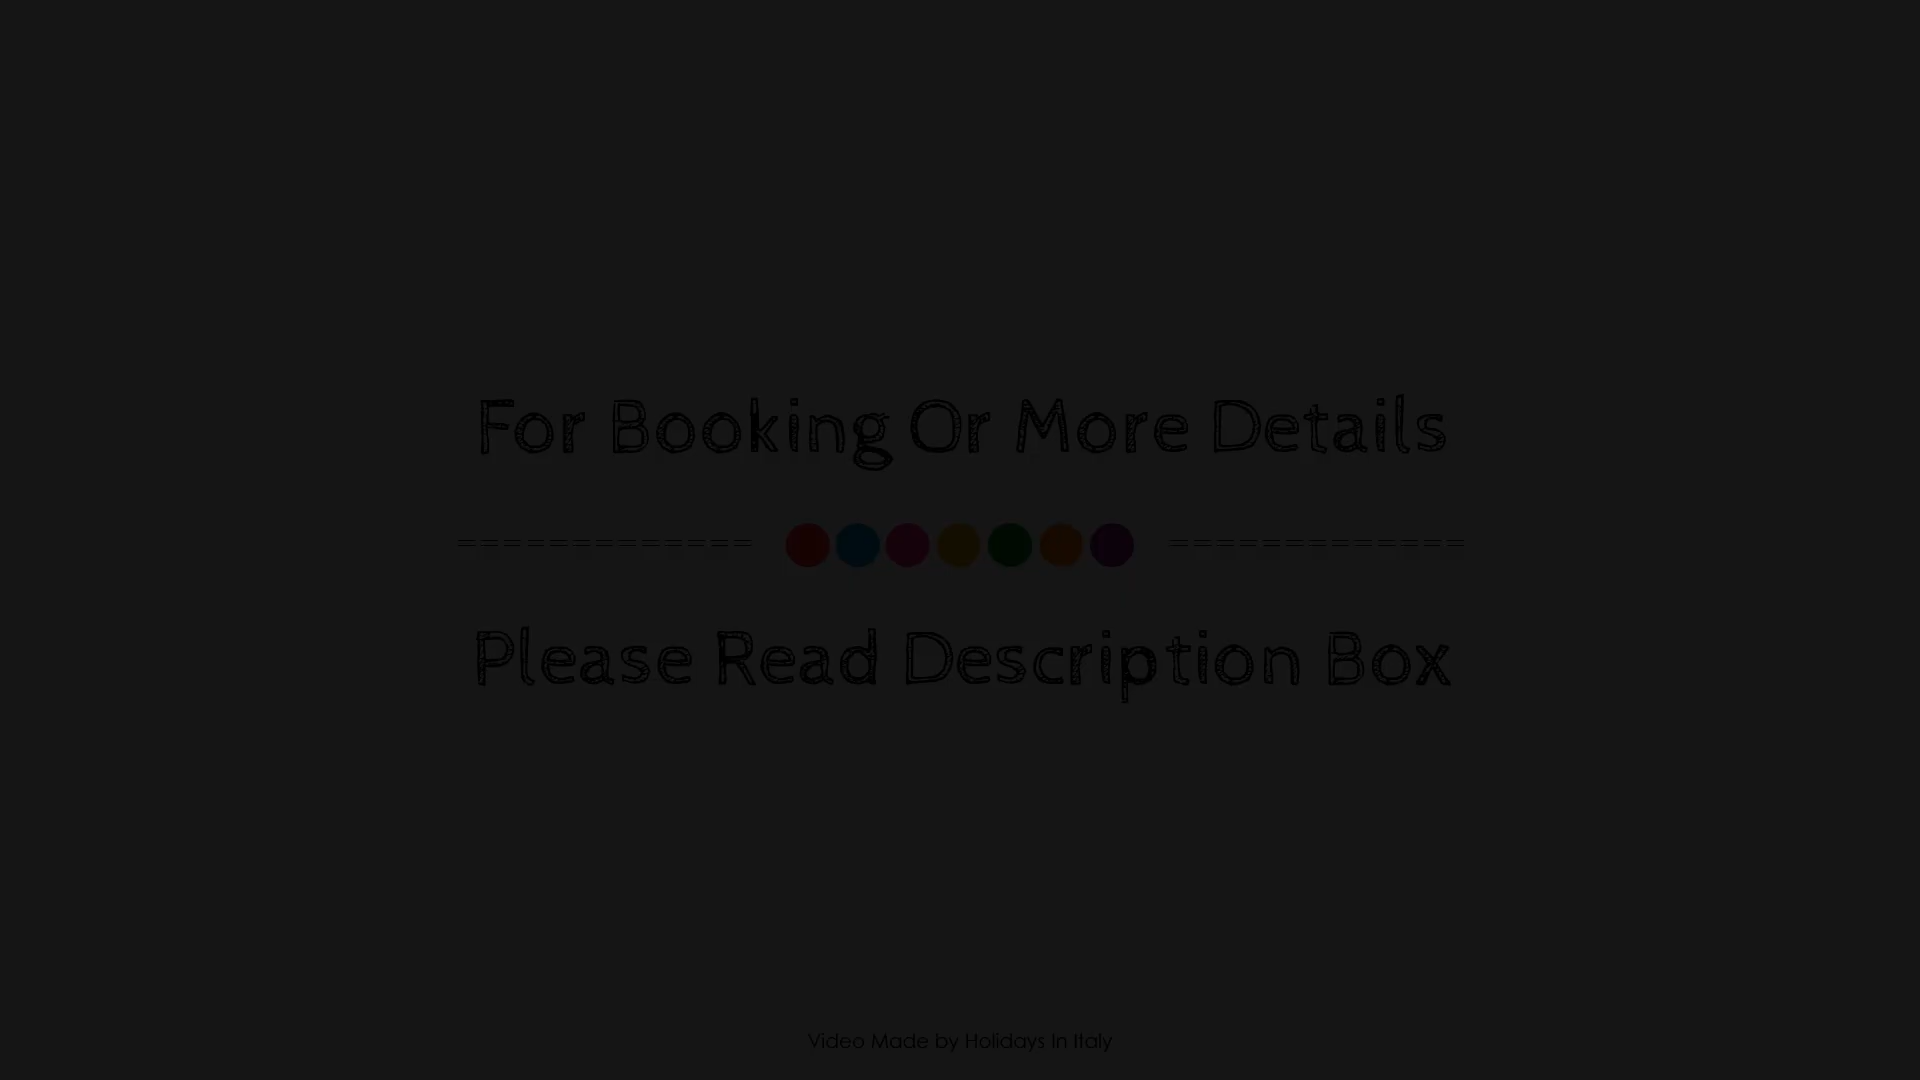 For Booking Or More Details
============= =============
Please Read Description Box
Video Made by Holidays In Italy